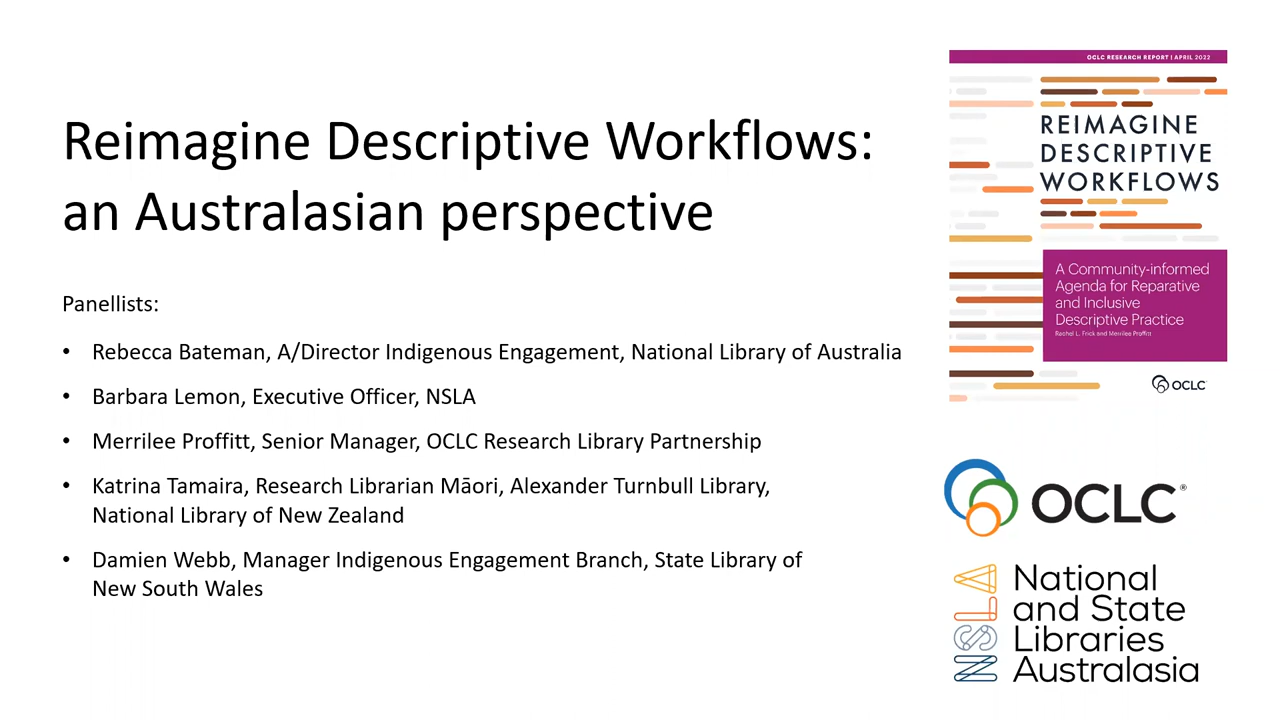 Reimagine Descriptive Workflows:
an Australasian perspective
Panellists:
• Rebecca Bateman, A/Director Indigenous Engagement, National Library of Australia
• Barbara Lemon, Executive Officer, NSLA
• Merrilee Proffitt, Senior Manager, OCLC Research Library Partnership
• Katrina Tamaira, Research Librarian Māori, Alexander Turnbull Library,
National Library of New Zealand
• Damien Webb, Manager Indigenous Engagement Branch, State Library of
New South Wales
OCLC RESEARCH REPORT | APRIL 2022
REIMAGINE
DESCRIPTIVE
WORKFLOWS
A Community-informed
Agenda for Reparative
and Inclusive
Descriptive Practice
Rachel L. Frick and Merrilee Proffitt
OCLC
OCLC®
NSLA
National
and State
Libraries
Australasia